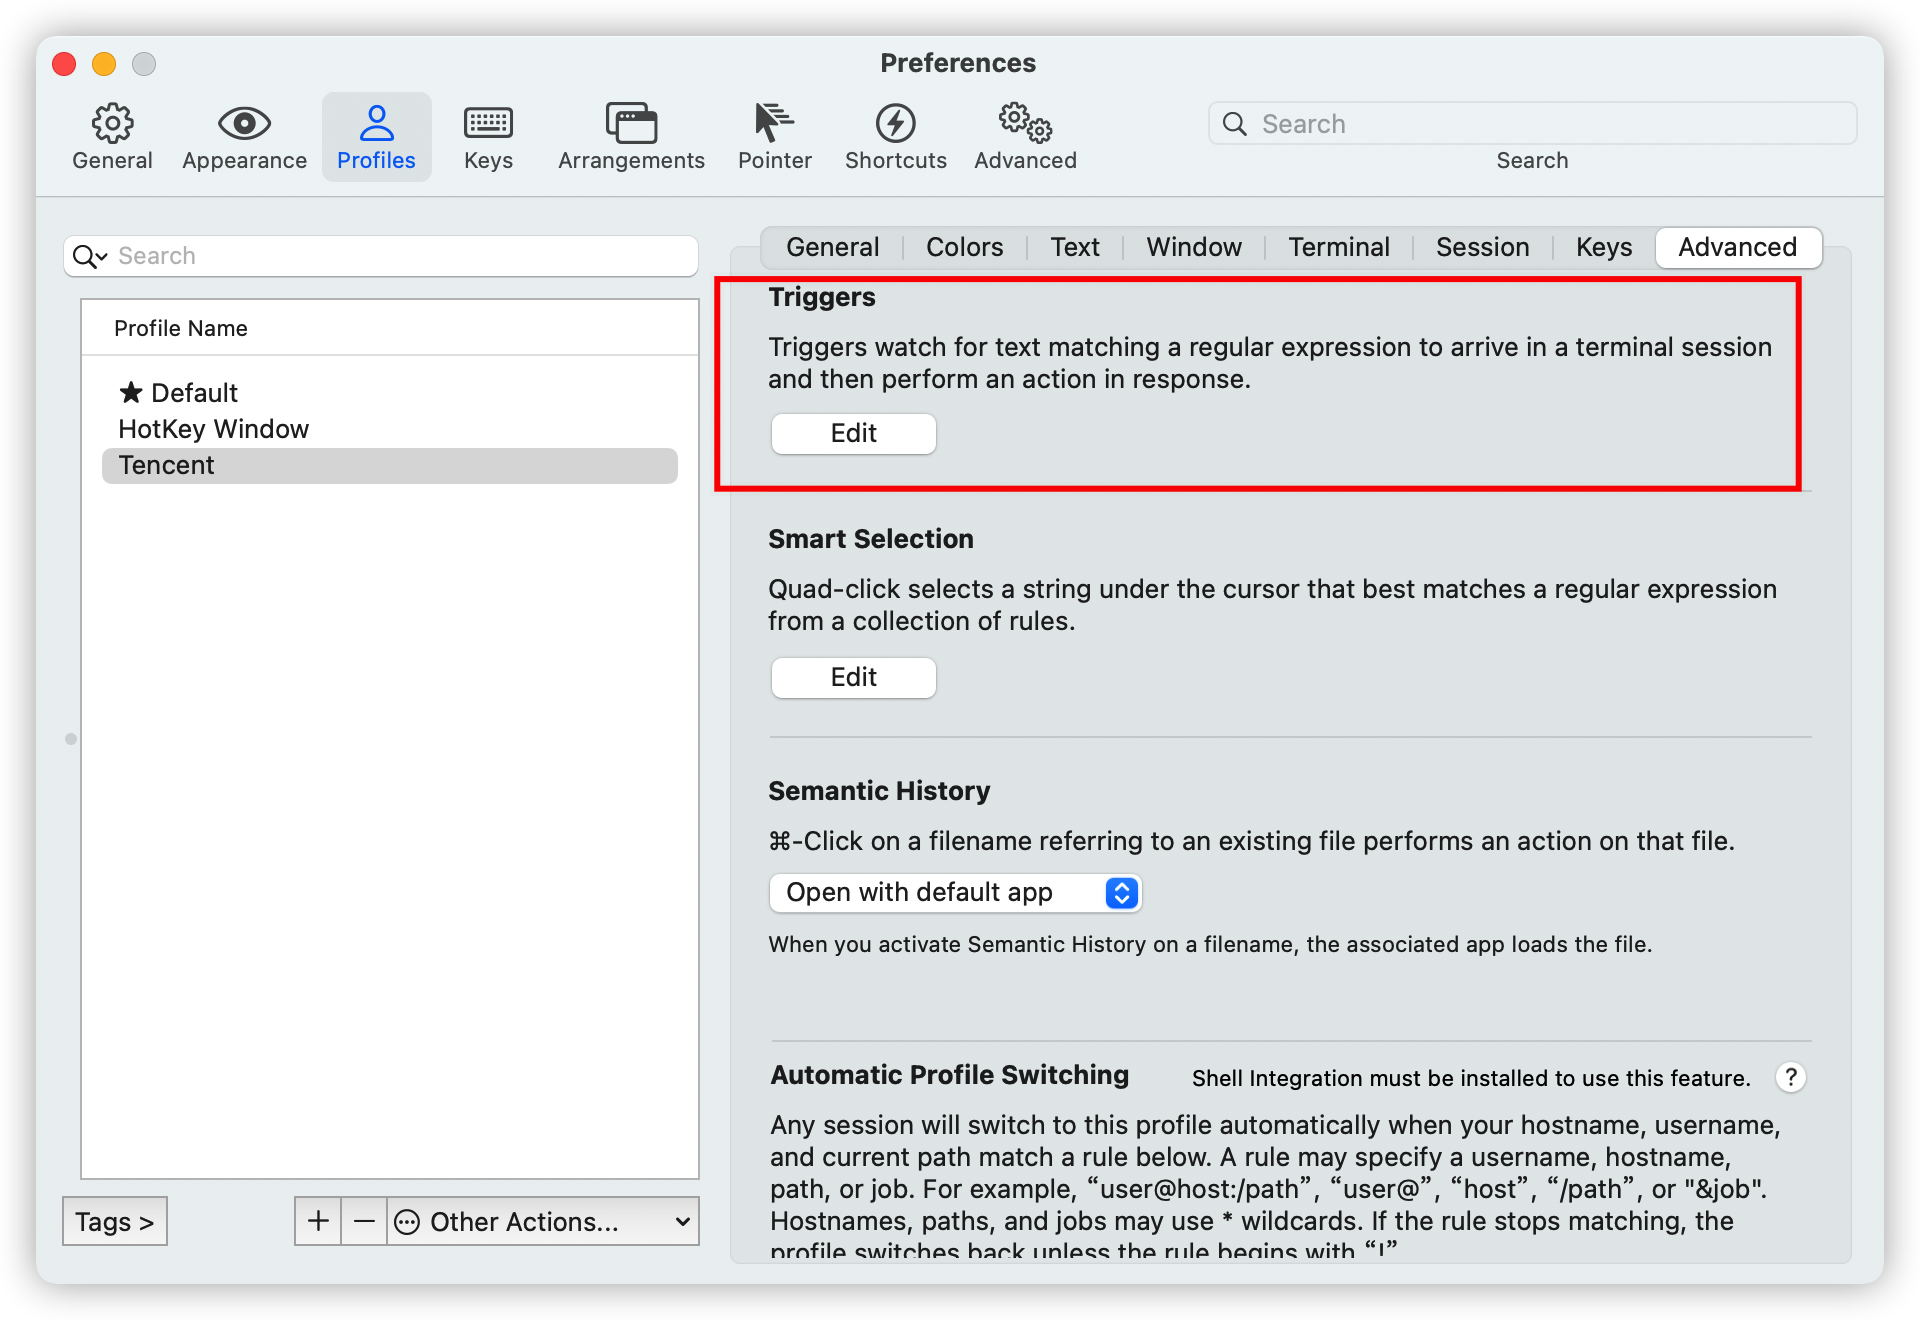 Preferences
General
Appearance
Profiles
Keys
Arrangements
Pointer
Shortcuts
Advanced
Search
Search
Search
Profile Name
★ Default
HotKey Window
Tencent
Tags >
+
−
Other Actions...
General
Colors
Text
Window
Terminal
Session
Keys
Advanced
Triggers
Triggers watch for text matching a regular expression to arrive in a terminal session
and then perform an action in response.
Edit
Smart Selection
Quad-click selects a string under the cursor that best matches a regular expression
from a collection of rules.
Edit
Semantic History
⌘-Click on a filename referring to an existing file performs an action on that file.
Open with default app
When you activate Semantic History on a filename, the associated app loads the file.
Automatic Profile Switching
Shell Integration must be installed to use this feature.
?
Any session will switch to this profile automatically when your hostname, username,
and current path match a rule below. A rule may specify a username, hostname,
path, or job. For example, “user@host:/path”, “user@”, “host”, “/path”, or "&job".
Hostnames, paths, and jobs may use * wildcards. If the rule stops matching, the
profile switches back unless the rule begins with “!”